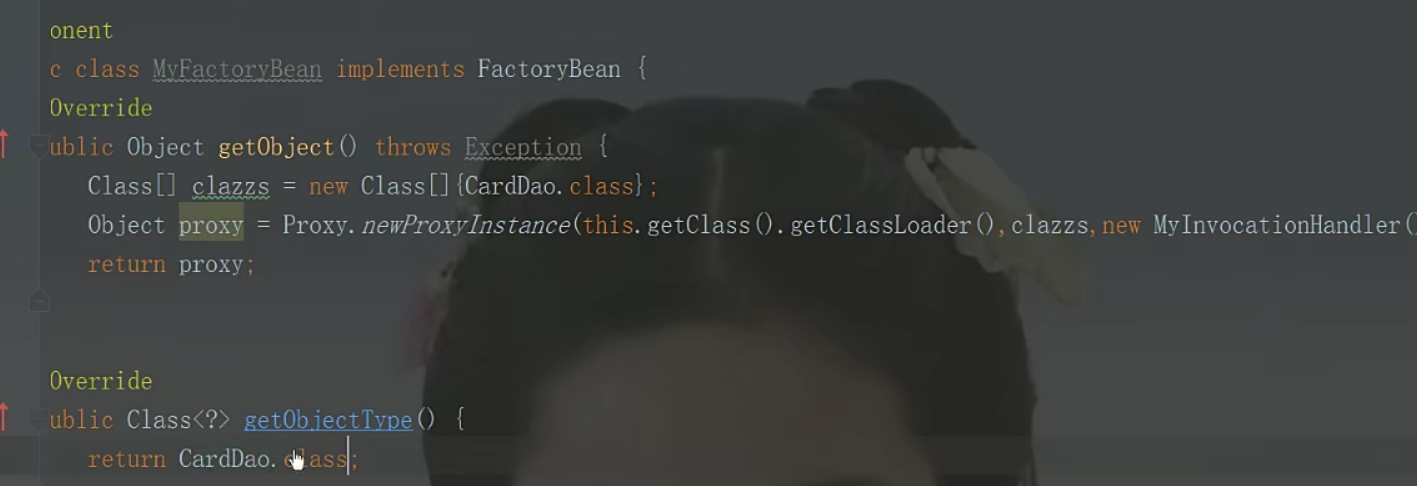 onent
c class MyFactoryBean implements FactoryBean {
Override
ublic Object getObject() throws Exception {
Class[] clazzs = new Class[]{CardDao.class};
Object proxy = Proxy.newProxyInstance(this.getClass().getClassLoader(),clazzs,new MyInvocationHandler()
return proxy;
Override
ublic Class<?> getObjectType() {
return CardDao.class;